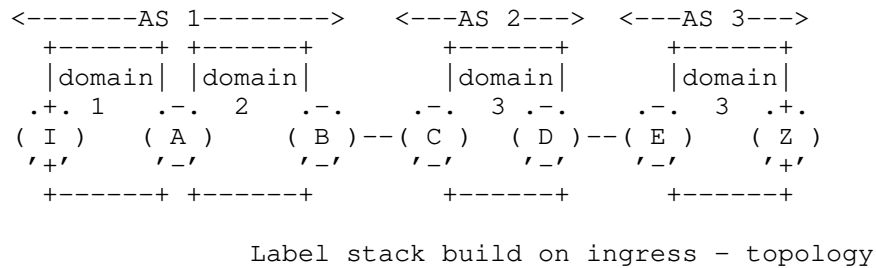 <-------AS 1--------> <---AS 2---> <---AS 3--->
+------+ +------+ +------+ +------+
|domain| |domain| |domain| |domain|
.+. 1 .-. 2 .-. .-. 3 .-. .-. 3 .+.
( I ) ( A ) ( B )--( C ) ( D )--( E ) ( Z )
'+' '-' '-' '-' '-' '-' '+'
+------+ +------+ +------+ +------+
Label stack build on ingress - topology